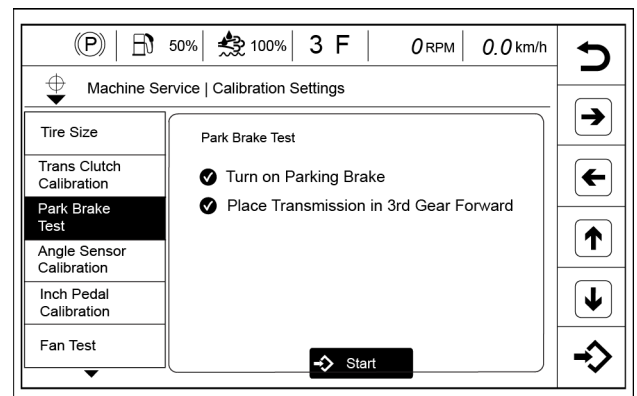 (P) 50% 100% 3 F 0 RPM 0.0 km/h
Machine Service | Calibration Settings
Tire Size
Trans Clutch
Calibration
Park Brake
Test
Angle Sensor
Calibration
Inch Pedal
Calibration
Fan Test
Park Brake Test
Turn on Parking Brake
Place Transmission in 3rd Gear Forward
Start